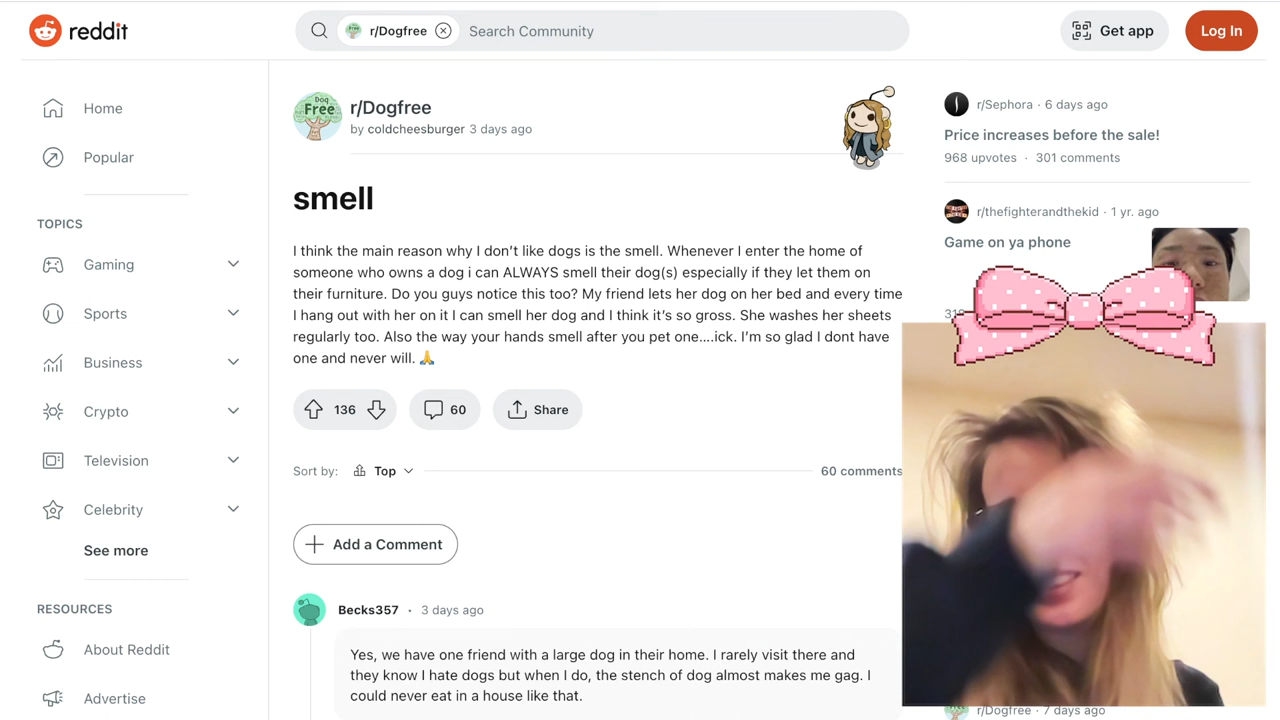 reddit
r/Dogfree
Search Community
Get app
Log In
Home
Popular
TOPICS
Gaming
Sports
Business
Crypto
Television
Celebrity
See more
RESOURCES
About Reddit
Advertise
Dog
Free
r/Dogfree
by coldcheesburger 3 days ago
smell
I think the main reason why I don't like dogs is the smell. Whenever I enter the home of
someone who owns a dog i can ALWAYS smell their dog(s) especially if they let them on
their furniture. Do you guys notice this too? My friend lets her dog on her bed and every time
I hang out with her on it I can smell her dog and I think it's so gross. She washes her sheets
regularly too. Also the way your hands smell after you pet one....ick. I'm so glad I dont have
one and never will. 🙏
136
60
Share
Sort by:
Top
60 comments
Add a Comment
Becks357 · 3 days ago
Yes, we have one friend with a large dog in their home. I rarely visit there and
they know I hate dogs but when I do, the stench of dog almost makes me gag. I
could never eat in a house like that.
r/Sephora · 6 days ago
Price increases before the sale!
968 upvotes · 301 comments
r/thefighterandthekid · 1 yr. ago
Game on ya phone
r/Dogfree · 7 days ago